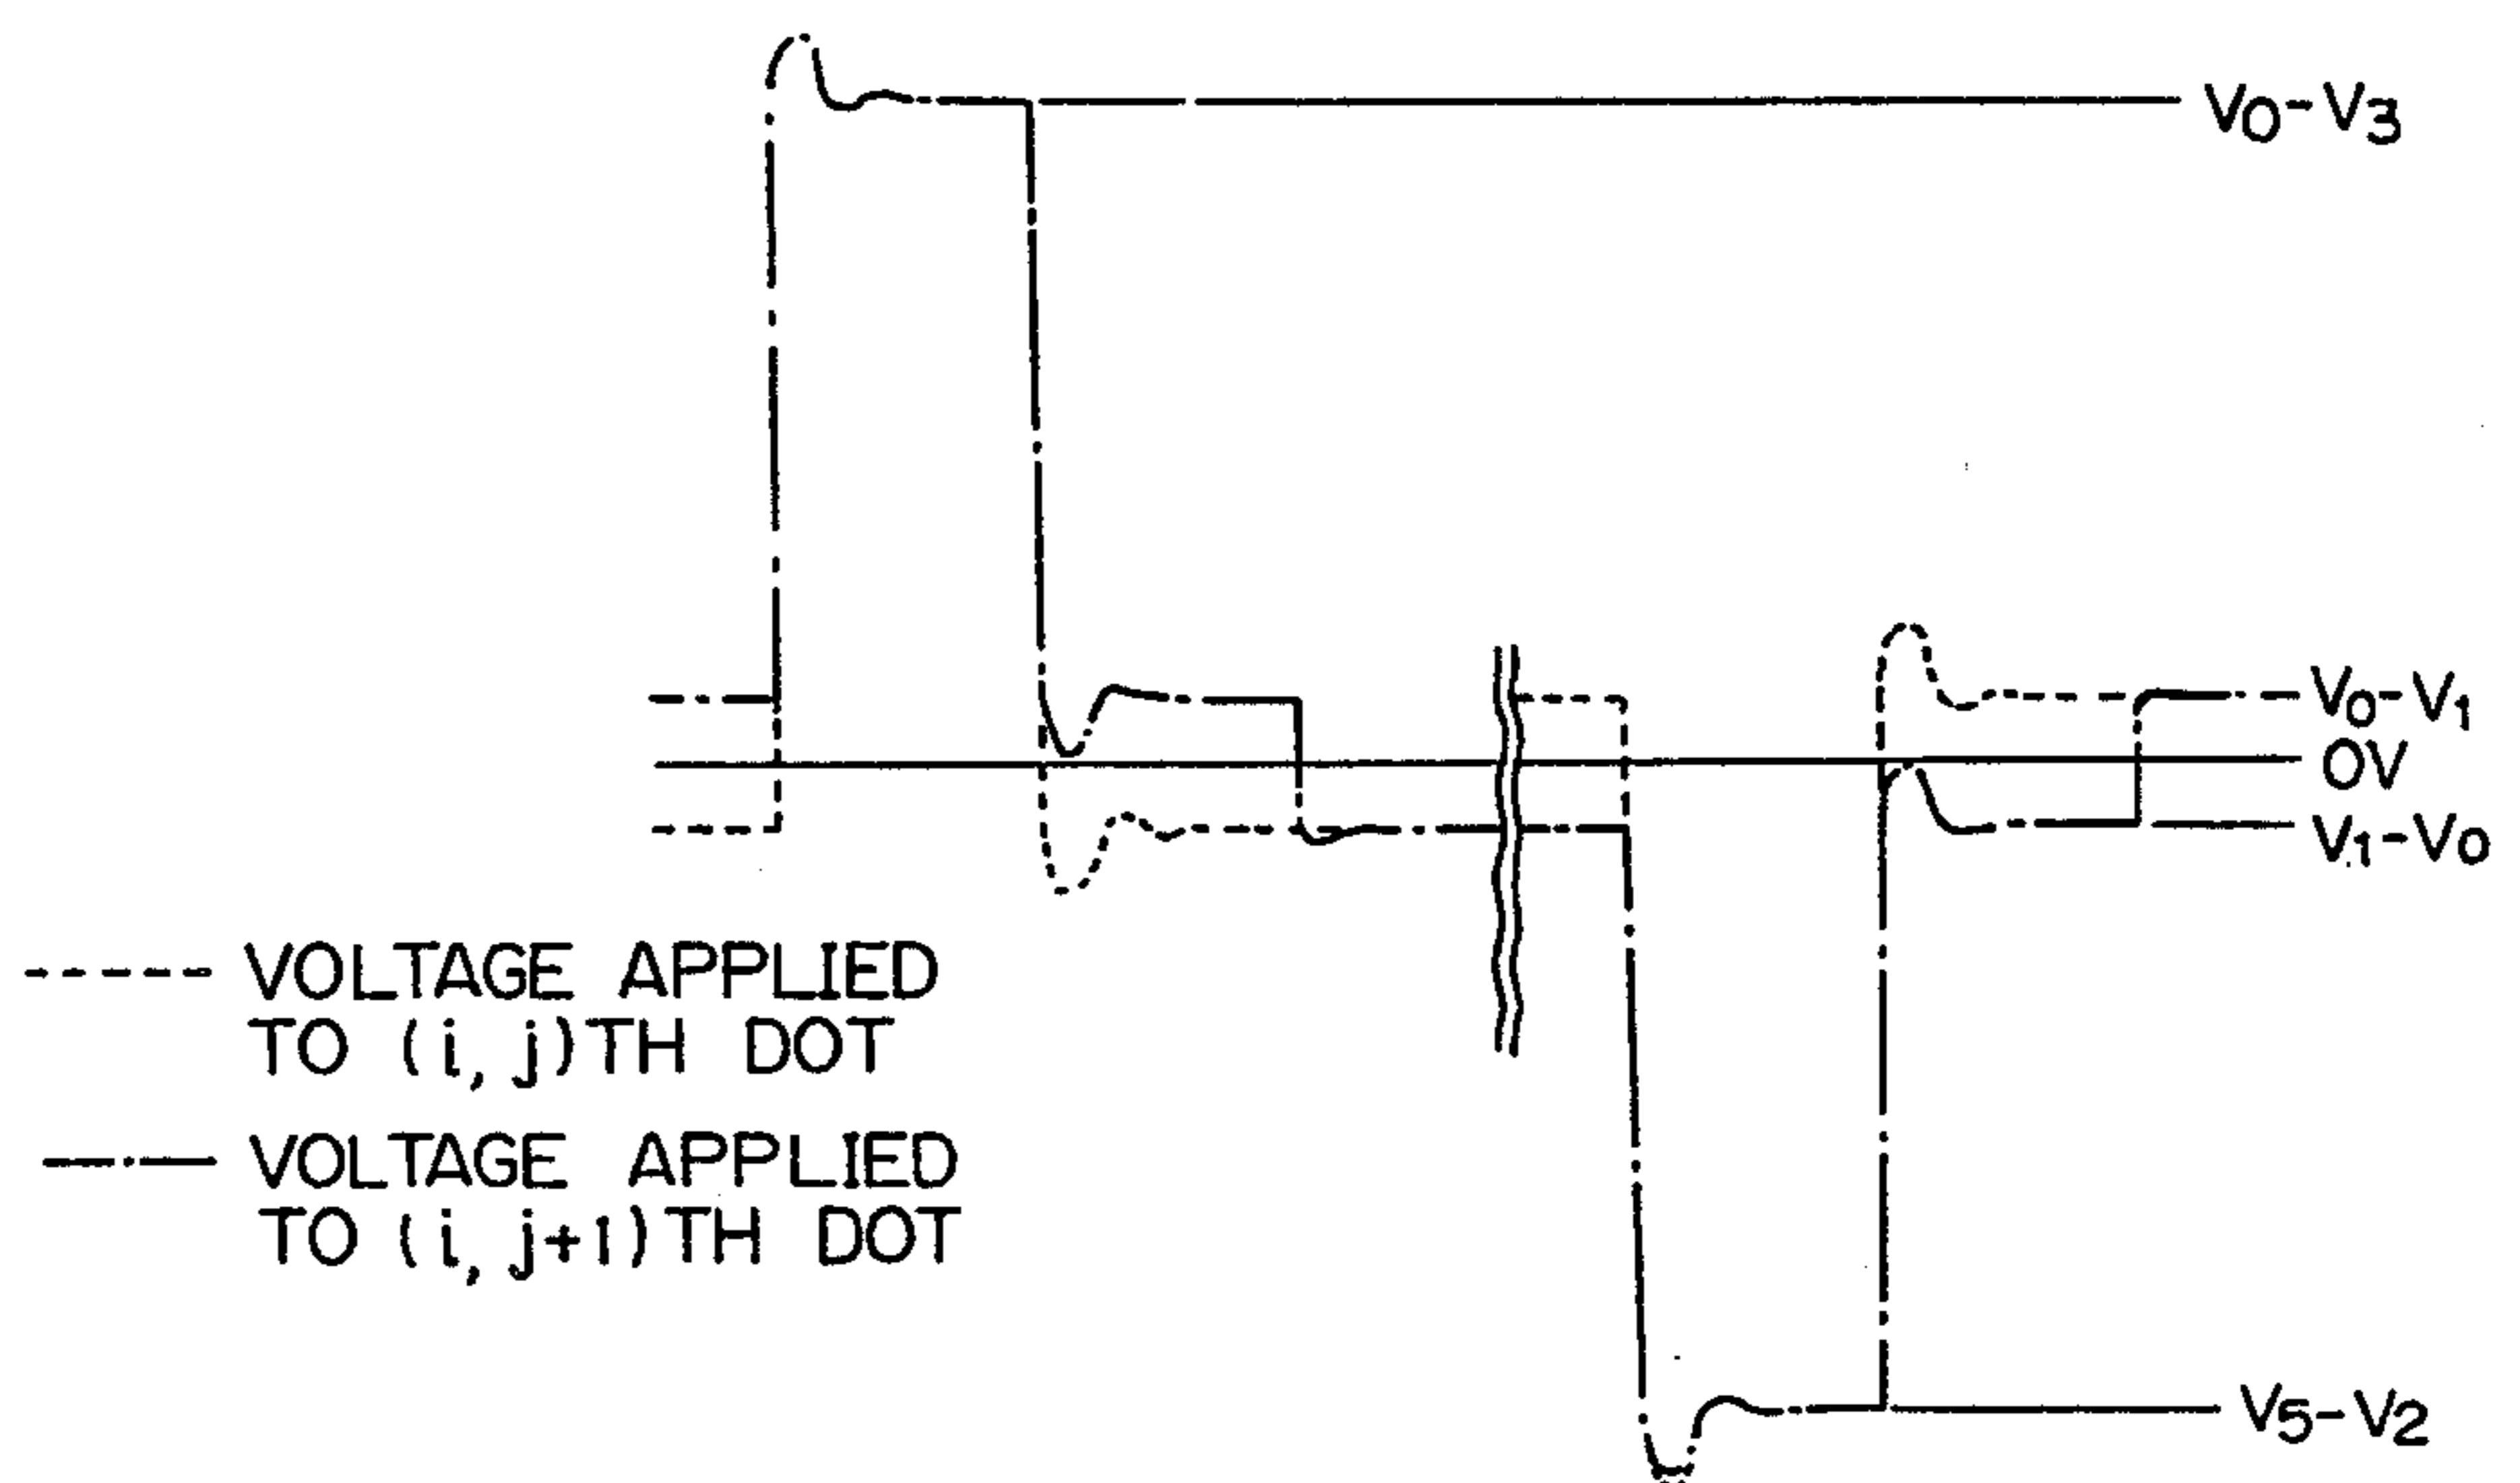 V0-V3
V0-V1
0V
V1-V0
VOLTAGE APPLIED
TO (i, j)TH DOT
VOLTAGE APPLIED
TO (i, j+1)TH DOT
V5-V2